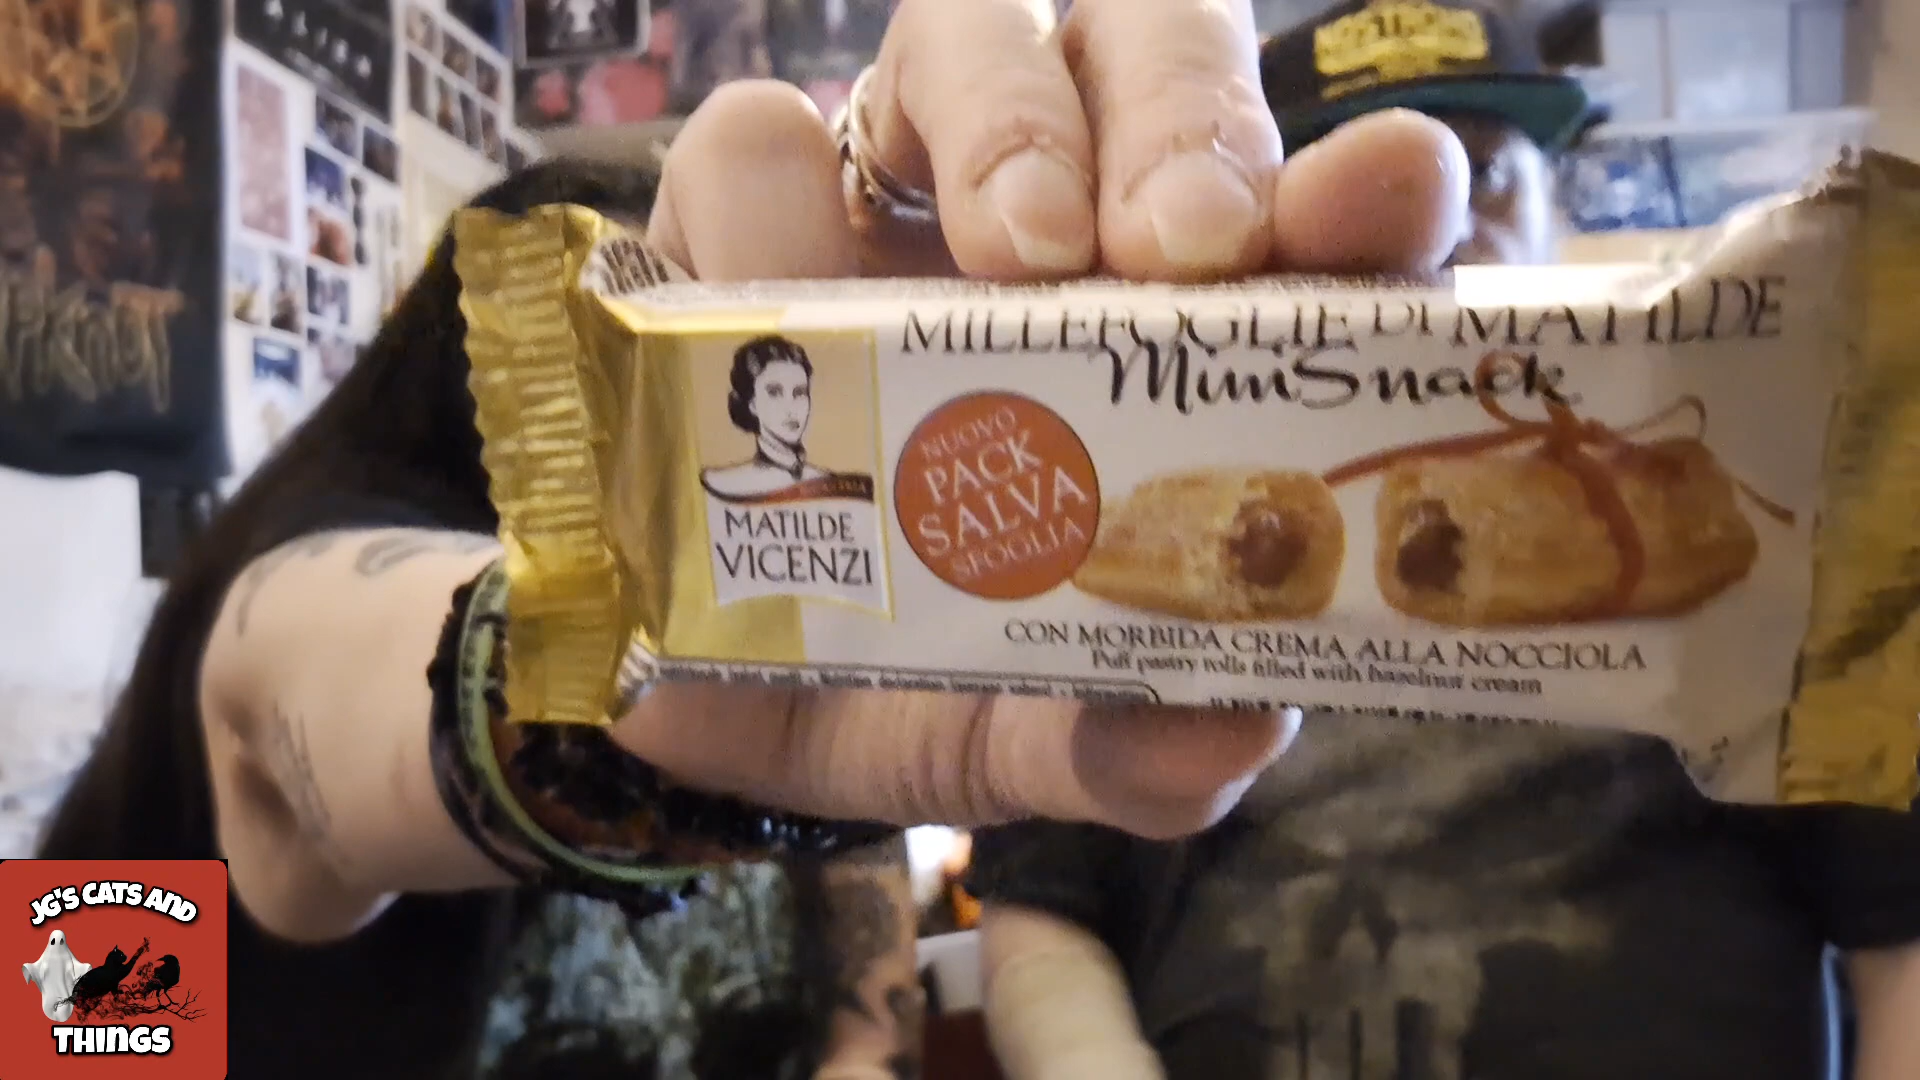 MILLEFOGLIE DI MATILDE
MiniSnack
MATILDE
VICENZI
NUOVO
PACK
SALVA
SFOGLIA
CON MORBIDA CREMA ALLA NOCCIOLA
Puff pastry rolls filled with hazelnut cream
JG'S CATS AND
THINGS